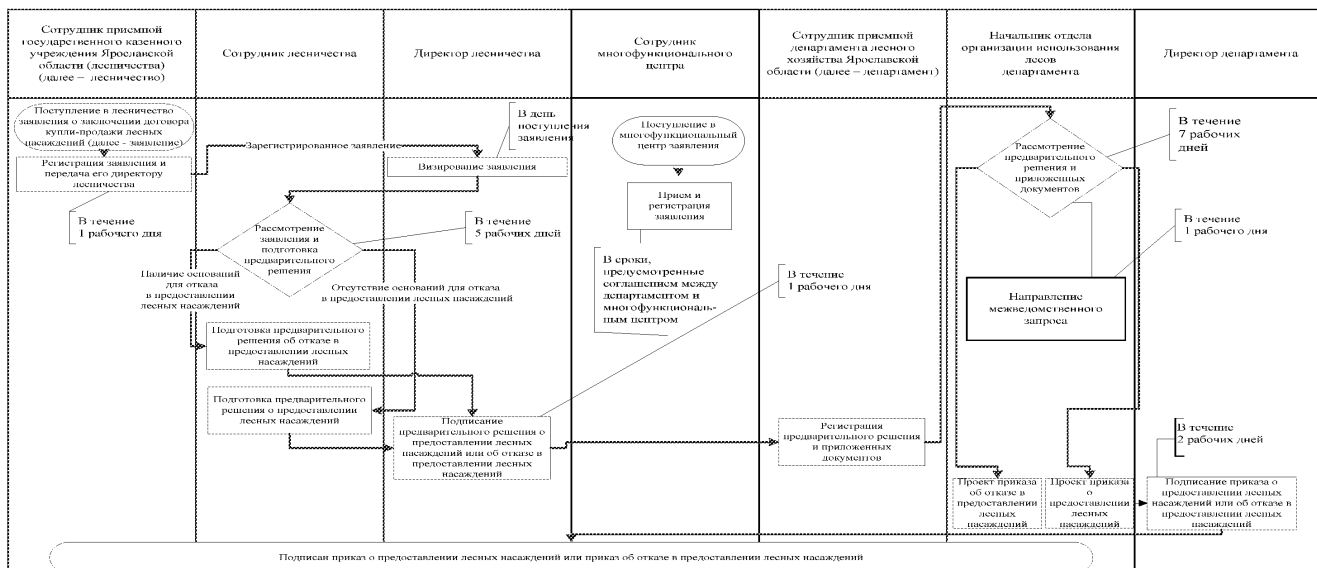 Сотрудник приемной
государственного казенного
учреждения Ярославской
области (лесничества)
(далее – лесничество)
Сотрудник лесничества
Директор лесничества
Сотрудник
многофункционального
центра
Сотрудник приемной
департамента лесного
хозяйства Ярославской
области (далее – департамент)
Начальник отдела
организации использования
лесов
департамента
Директор департамента
Поступление в лесничество
заявления о заключении договора
купли-продажи лесных
насаждений (далее - заявление)
Регистрация заявления и
передача его директору
лесничества
В течение
1 рабочего дня
Зарегистрированное заявление
В день
поступления
заявления
Визирование заявления
Рассмотрение
заявления и
подготовка
предварительного
решения
В течение
5 рабочих дней
Наличие оснований
для отказа
в предоставлении
лесных насаждений
Отсутствие оснований для отказа
в предоставлении лесных насаждений
Подготовка предварительного
решения об отказе в
предоставлении лесных
насаждений
Подготовка предварительного
решения о предоставлении
лесных насаждений
Подписание
предварительного решения о
предоставлении лесных
насаждений или об отказе в
предоставлении лесных
насаждений
Поступление в
многофункциональный
центр заявления
Прием и
регистрация
заявления
В сроки,
предусмотренные
соглашением между
департаментом и
многофункциональ-
ным центром
В течение
1 рабочего дня
Регистрация
предварительного решения
и приложенных
документов
Рассмотрение
предварительного
решения и
приложенных
документов
В течение
7 рабочих
дней
В течение
1 рабочего дня
Направление
межведомственного
запроса
Проект приказа
об отказе в
предоставлении
лесных
насаждений
Проект приказа
о
предоставлении
лесных
насаждений
В течение
2 рабочих дней
Подписание приказа о
предоставлении лесных
насаждений или об отказе в
предоставлении лесных
насаждений
Подписан приказ о предоставлении лесных насаждений или приказ об отказе в предоставлении лесных насаждений